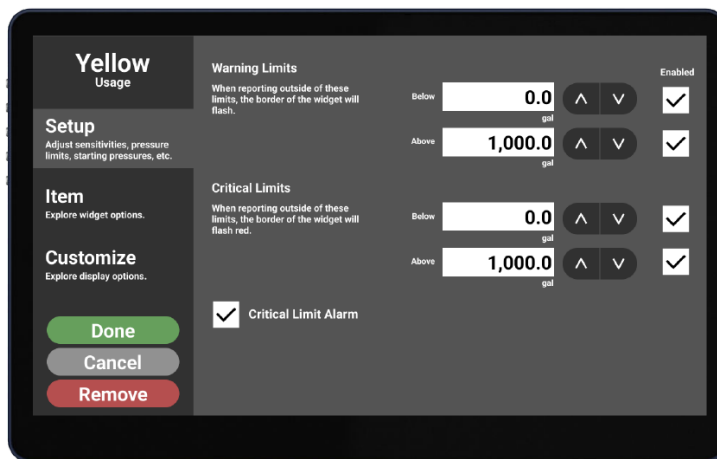 Yellow
Usage
Setup
Adjust sensitivities, pressure
limits, starting pressures, etc.
Item
Explore widget options.
Customize
Explore display options.
Done
Cancel
Remove
Warning Limits
When reporting outside of these
limits, the border of the widget will
flash.
Enabled
Below 0.0
gal
Above 1,000.0
gal
Critical Limits
When reporting outside of these
limits, the border of the widget will
flash red.
Below 0.0
gal
Above 1,000.0
gal
Critical Limit Alarm